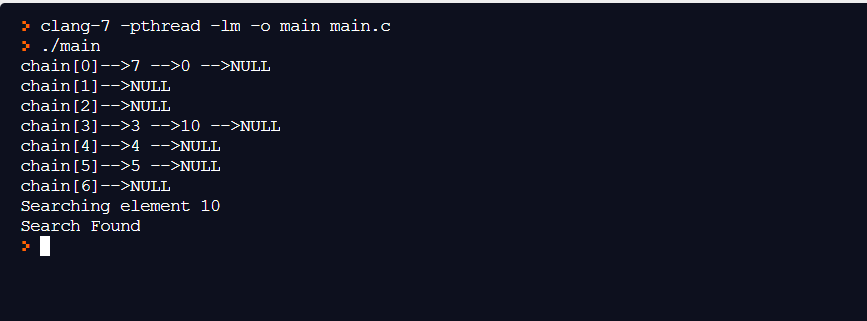 > clang-7 -pthread -lm -o main main.c
> ./main
chain[0]-->7 -->0 -->NULL
chain[1]-->NULL
chain[2]-->NULL
chain[3]-->3 -->10 -->NULL
chain[4]-->4 -->NULL
chain[5]-->5 -->NULL
chain[6]-->NULL
Searching element 10
Search Found
>